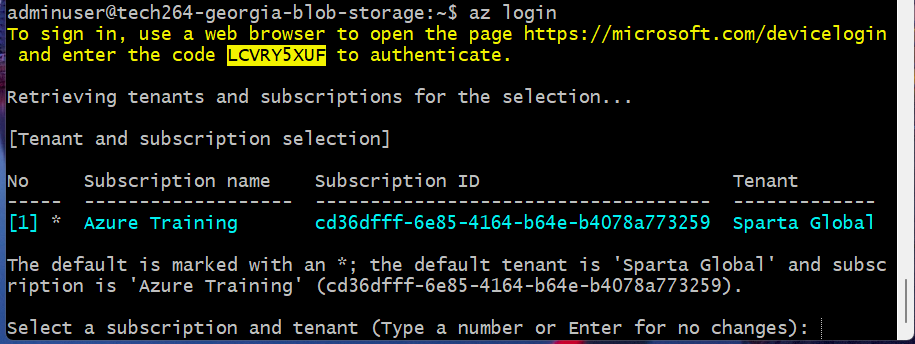 adminuser@tech264-georgia-blob-storage:~$ az login
To sign in, use a web browser to open the page https://microsoft.com/devicelogin
 and enter the code LCVRY5XUF to authenticate.
Retrieving tenants and subscriptions for the selection...
[Tenant and subscription selection]
No     Subscription name    Subscription ID                       Tenant
-----  -------------------  ------------------------------------  -------------
[1] *  Azure Training       cd36dfff-6e85-4164-b64e-b4078a773259  Sparta Global
The default is marked with an *; the default tenant is 'Sparta Global' and subsc
ription is 'Azure Training' (cd36dfff-6e85-4164-b64e-b4078a773259).
Select a subscription and tenant (Type a number or Enter for no changes):